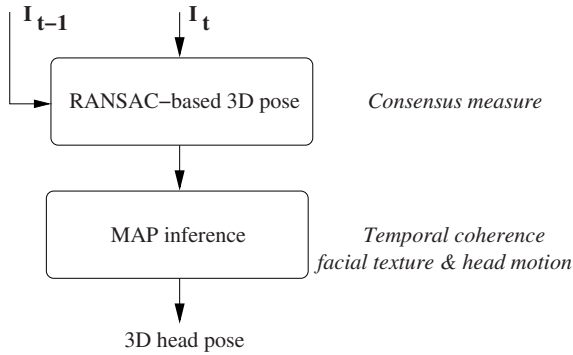 I t−1
I t
RANSAC−based 3D pose
Consensus measure
MAP inference
Temporal coherence
facial texture & head motion
3D head pose